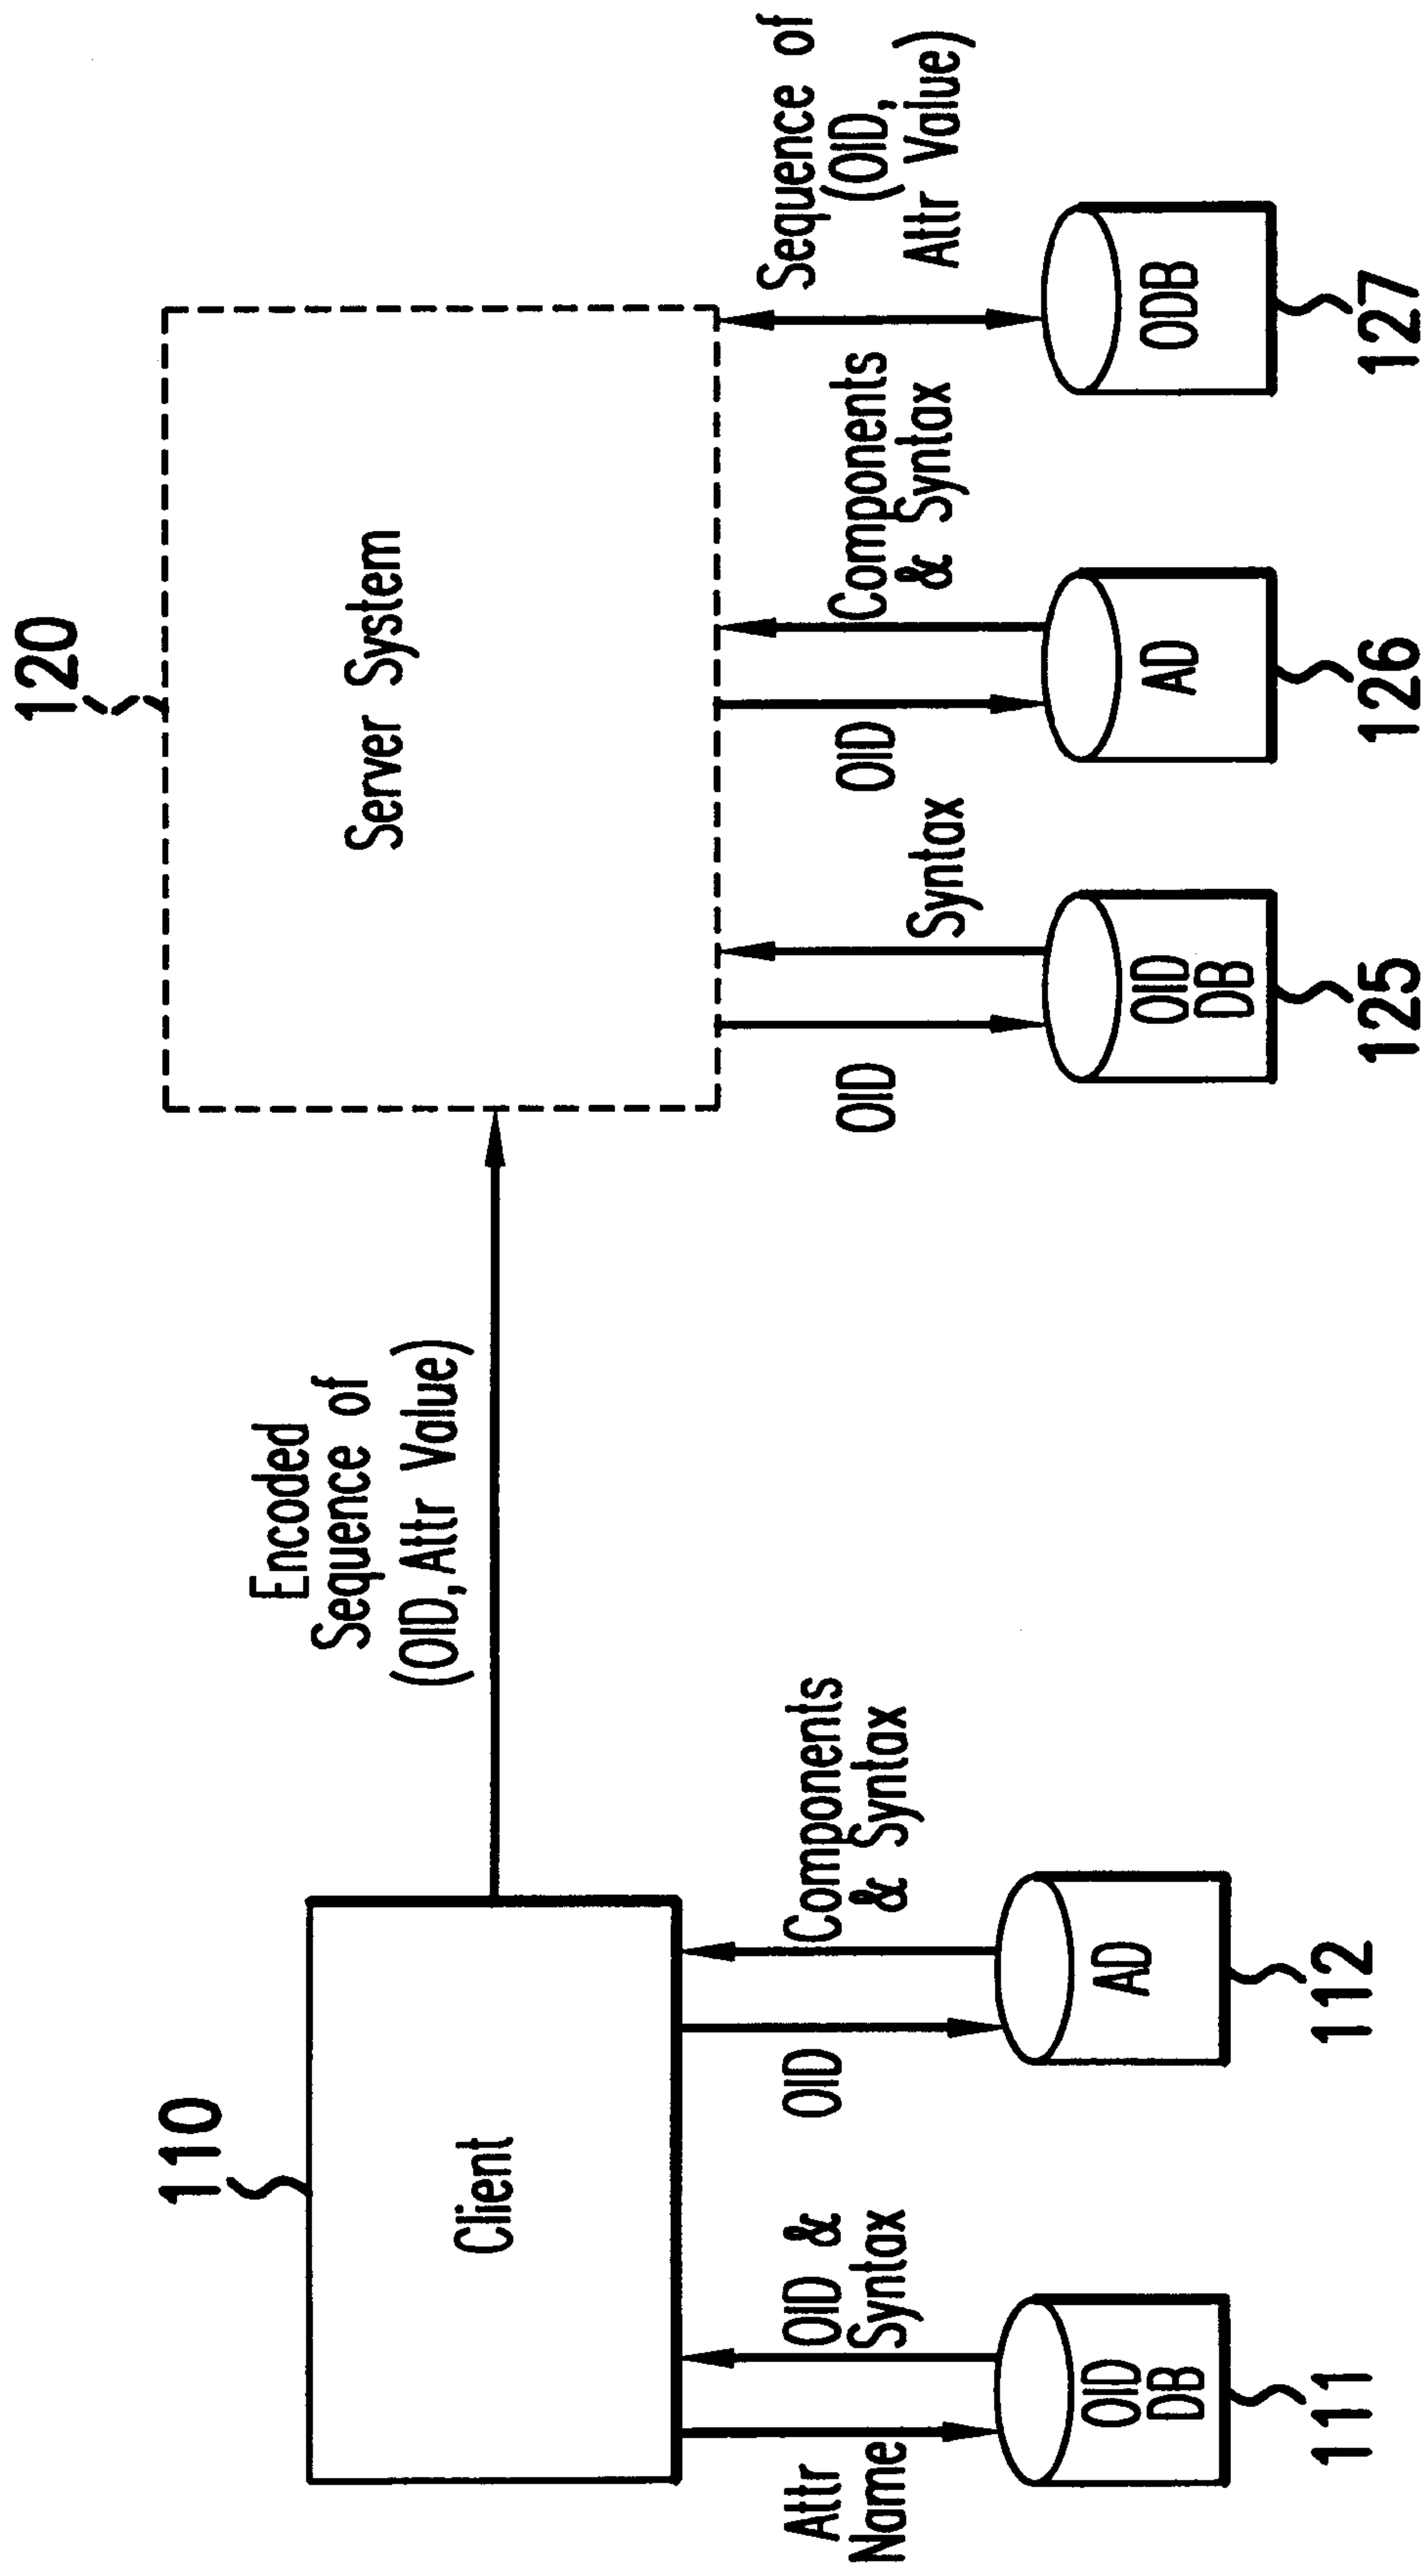 110
Client
Attr
Name
OID &
Syntax
OID
DB
111
OID
Components
& Syntax
AD
112
Encoded
Sequence of
(OID, Attr Value)
120
Server System
OID
Syntax
OID
DB
125
OID
Components
& Syntax
AD
126
Sequence of
(OID,
Attr Value)
ODB
127